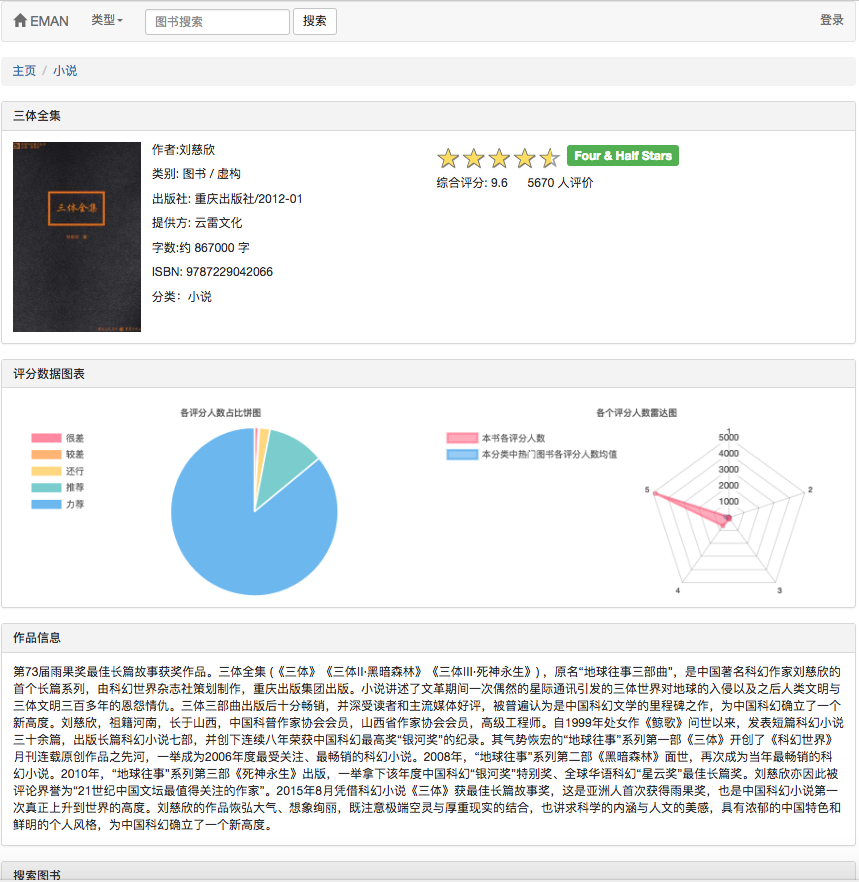 EMAN 类型 图书搜索 搜索 登录
主页 / 小说
三体全集
三体全集
刘慈欣 著
作者:刘慈欣
类别: 图书 / 虚构
出版社: 重庆出版社/2012-01
提供方: 云雷文化
字数:约 867000 字
ISBN: 9787229042066
分类：小说
Four & Half Stars
综合评分: 9.6 5670 人评价
评分数据图表
各评分人数占比饼图
很差
较差
还行
推荐
力荐
各个评分人数雷达图
本书各评分人数
本分类中热门图书各评分人数均值
1
5000
4000
3000
2000
1000
5
2
4
3
作品信息
第73届雨果奖最佳长篇故事获奖作品。三体全集 (《三体》《三体II·黑暗森林》《三体III·死神永生》) ，原名“地球往事三部曲”，是中国著名科幻作家刘慈欣的
首个长篇系列，由科幻世界杂志社策划制作，重庆出版集团出版。小说讲述了文革期间一次偶然的星际通讯引发的三体世界对地球的入侵以及之后人类文明与
三体文明三百多年的恩怨情仇。三体三部曲出版后十分畅销，并深受读者和主流媒体好评，被普遍认为是中国科幻文学的里程碑之作，为中国科幻确立了一个
新高度。刘慈欣，祖籍河南，长于山西，中国科普作家协会会员，山西省作家协会会员，高级工程师。自1999年处女作《鲸歌》问世以来，发表短篇科幻小说
三十余篇，出版长篇科幻小说七部，并创下连续八年荣获中国科幻最高奖“银河奖”的纪录。其气势恢宏的“地球往事”系列第一部《三体》开创了《科幻世界》
月刊连载原创作品之先河，一举成为2006年度最受关注、最畅销的科幻小说。2008年，“地球往事”系列第二部《黑暗森林》面世，再次成为当年最畅销的科
幻小说。2010年，“地球往事”系列第三部《死神永生》出版，一举拿下该年度中国科幻“银河奖”特别奖、全球华语科幻“星云奖”最佳长篇奖。刘慈欣亦因此被
评论界誉为“21世纪中国文坛最值得关注的作家”。2015年8月凭借科幻小说《三体》获最佳长篇故事奖，这是亚洲人首次获得雨果奖，也是中国科幻小说第一
次真正上升到世界的高度。刘慈欣的作品恢弘大气、想象绚丽，既注意极端空灵与厚重现实的结合，也讲求科学的内涵与人文的美感，具有浓郁的中国特色和
鲜明的个人风格，为中国科幻确立了一个新高度。
搜索图书